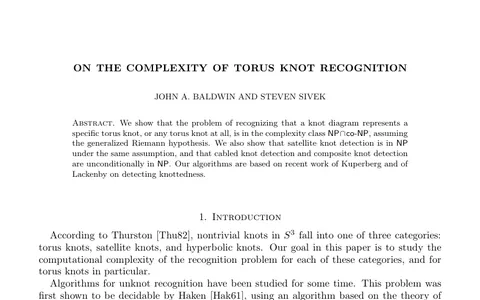 ON THE COMPLEXITY OF TORUS KNOT RECOGNITION
JOHN A. BALDWIN AND STEVEN SIVEK
Abstract. We show that the problem of recognizing that a knot diagram represents a
specific torus knot, or any torus knot at all, is in the complexity class NP∩co-NP, assuming
the generalized Riemann hypothesis. We also show that satellite knot detection is in NP
under the same assumption, and that cabled knot detection and composite knot detection
are unconditionally in NP. Our algorithms are based on recent work of Kuperberg and of
Lackenby on detecting knottedness.
1. Introduction
According to Thurston [Thu82], nontrivial knots in S³ fall into one of three categories:
torus knots, satellite knots, and hyperbolic knots. Our goal in this paper is to study the
computational complexity of the recognition problem for each of these categories, and for
torus knots in particular.
Algorithms for unknot recognition have been studied for some time. This problem was
first shown to be decidable by Haken [Hak61], using an algorithm based on the theory of